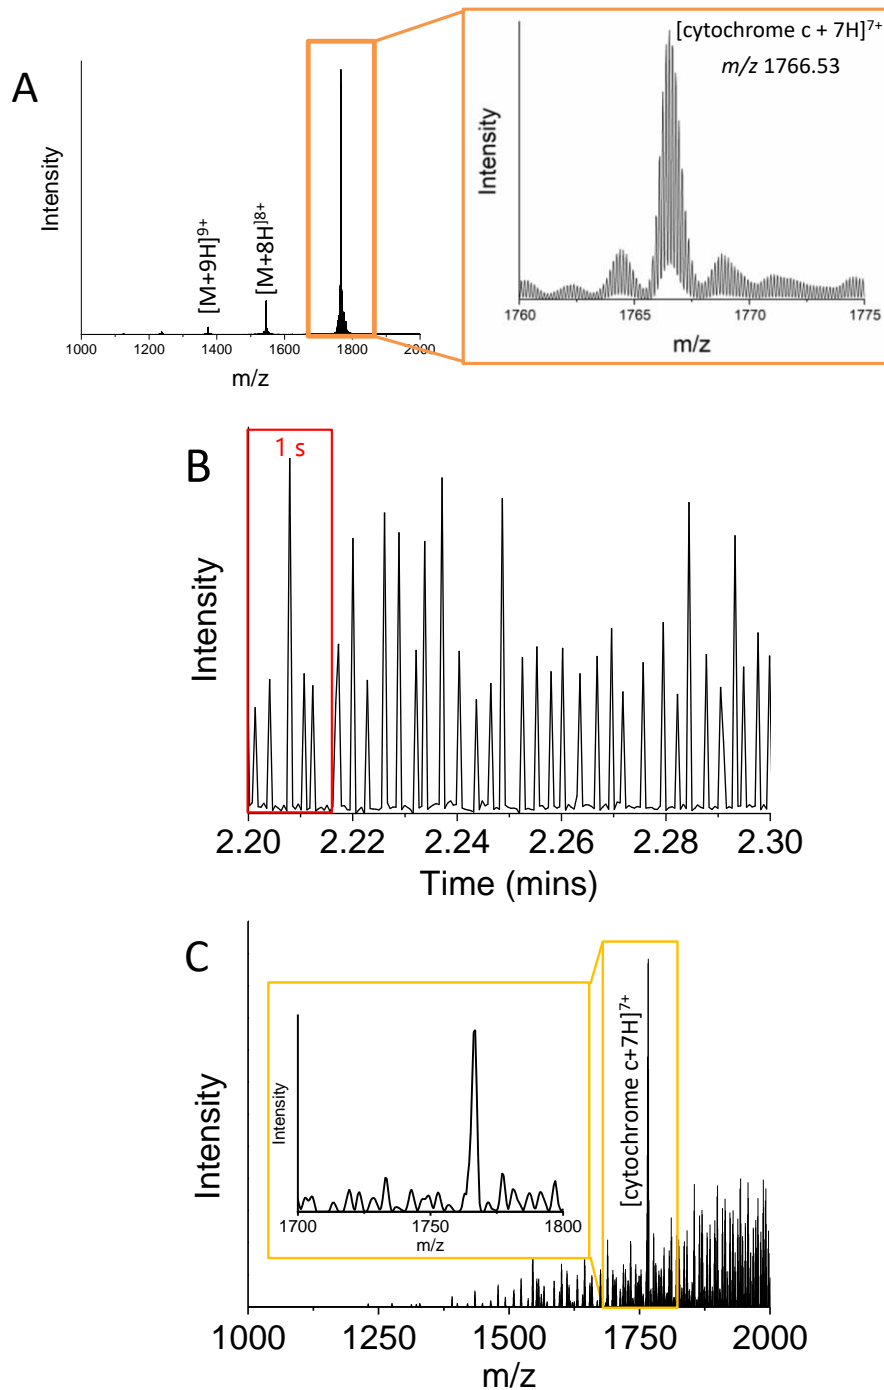 A
Intensity
[M+9H]⁹⁺
[M+8H]⁸⁺
1000 1200 1400 1600 1800 2000
m/z
[cytochrome c + 7H]⁷⁺
m/z 1766.53
Intensity
1760 1765 1770 1775
m/z
B
1 s
Intensity
2.20 2.22 2.24 2.26 2.28 2.30
Time (mins)
C
Intensity
Intensity
1700 1750 1800
m/z
[cytochrome c+7H]⁷⁺
1000 1250 1500 1750 2000
m/z